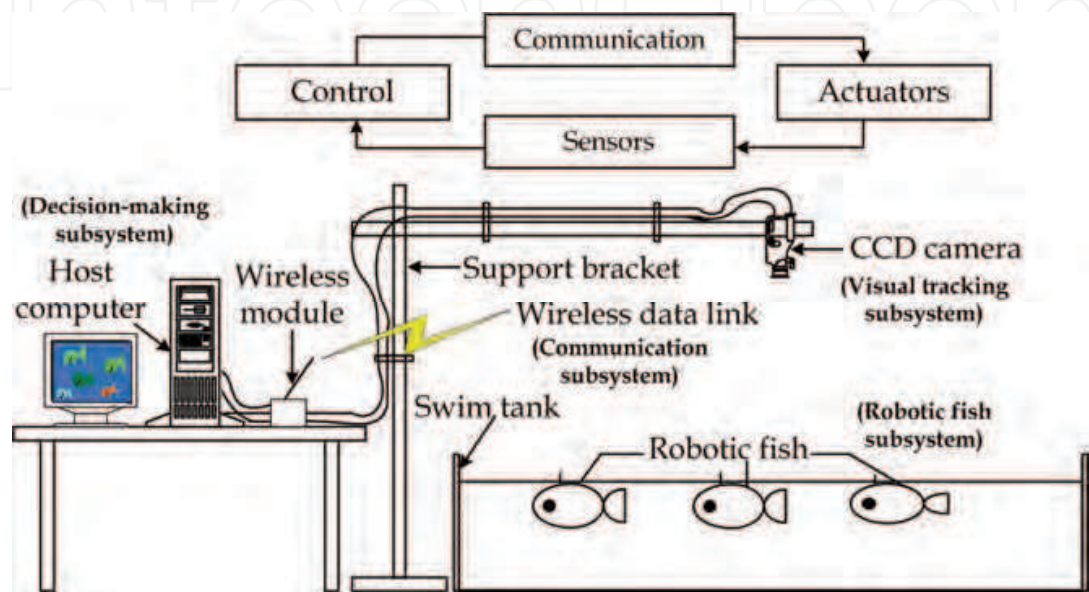 Communication
Control
Actuators
Sensors
(Decision-making
subsystem)
Host
computer
Wireless
module
Support bracket
CCD camera
(Visual tracking
subsystem)
Wireless data link
(Communication
subsystem)
Swim tank
(Robotic fish
subsystem)
Robotic fish